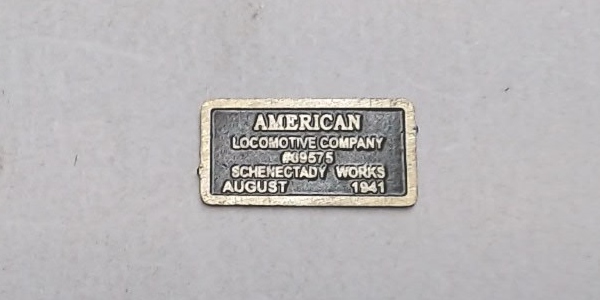 AMERICAN
LOCOMOTIVE COMPANY
#69575
SCHENECTADY WORKS
AUGUST 1941